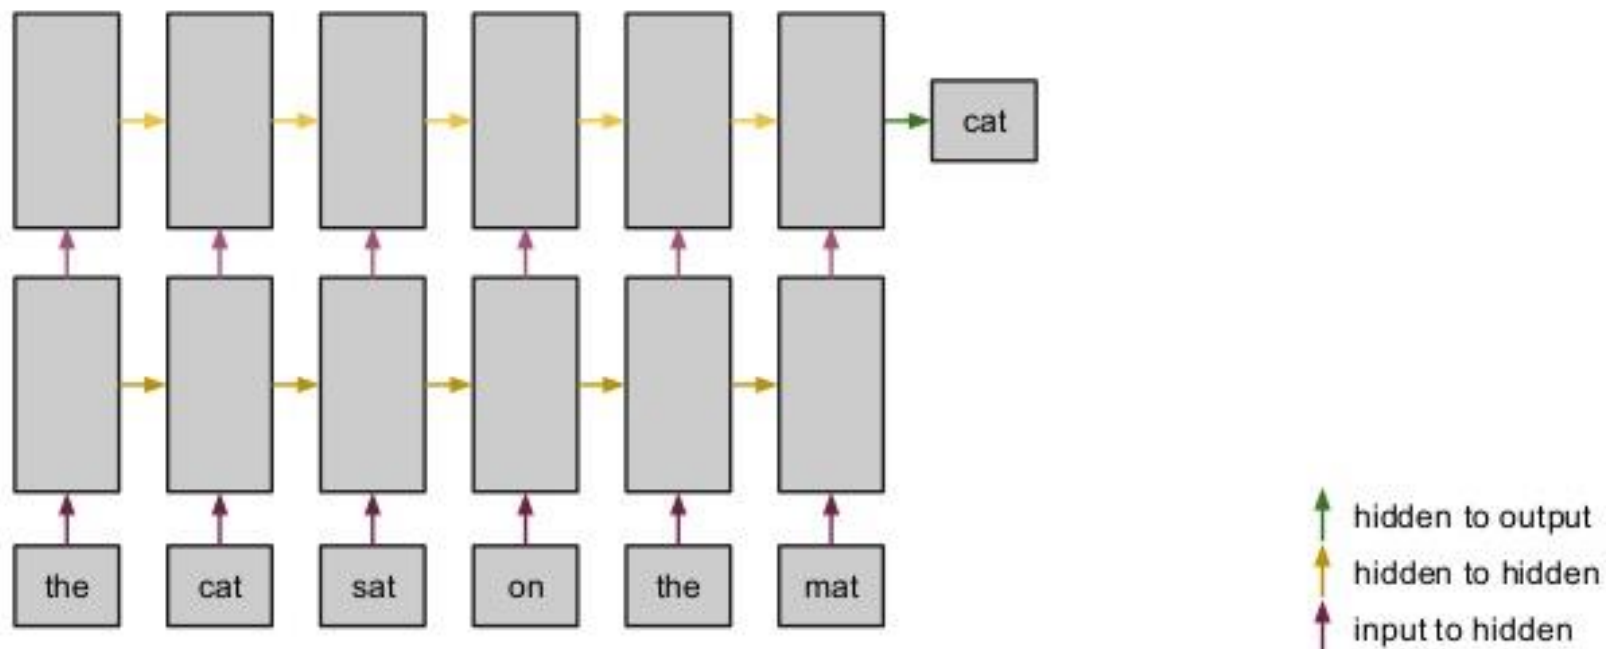 cat
the cat sat on the mat
hidden to output
hidden to hidden
input to hidden